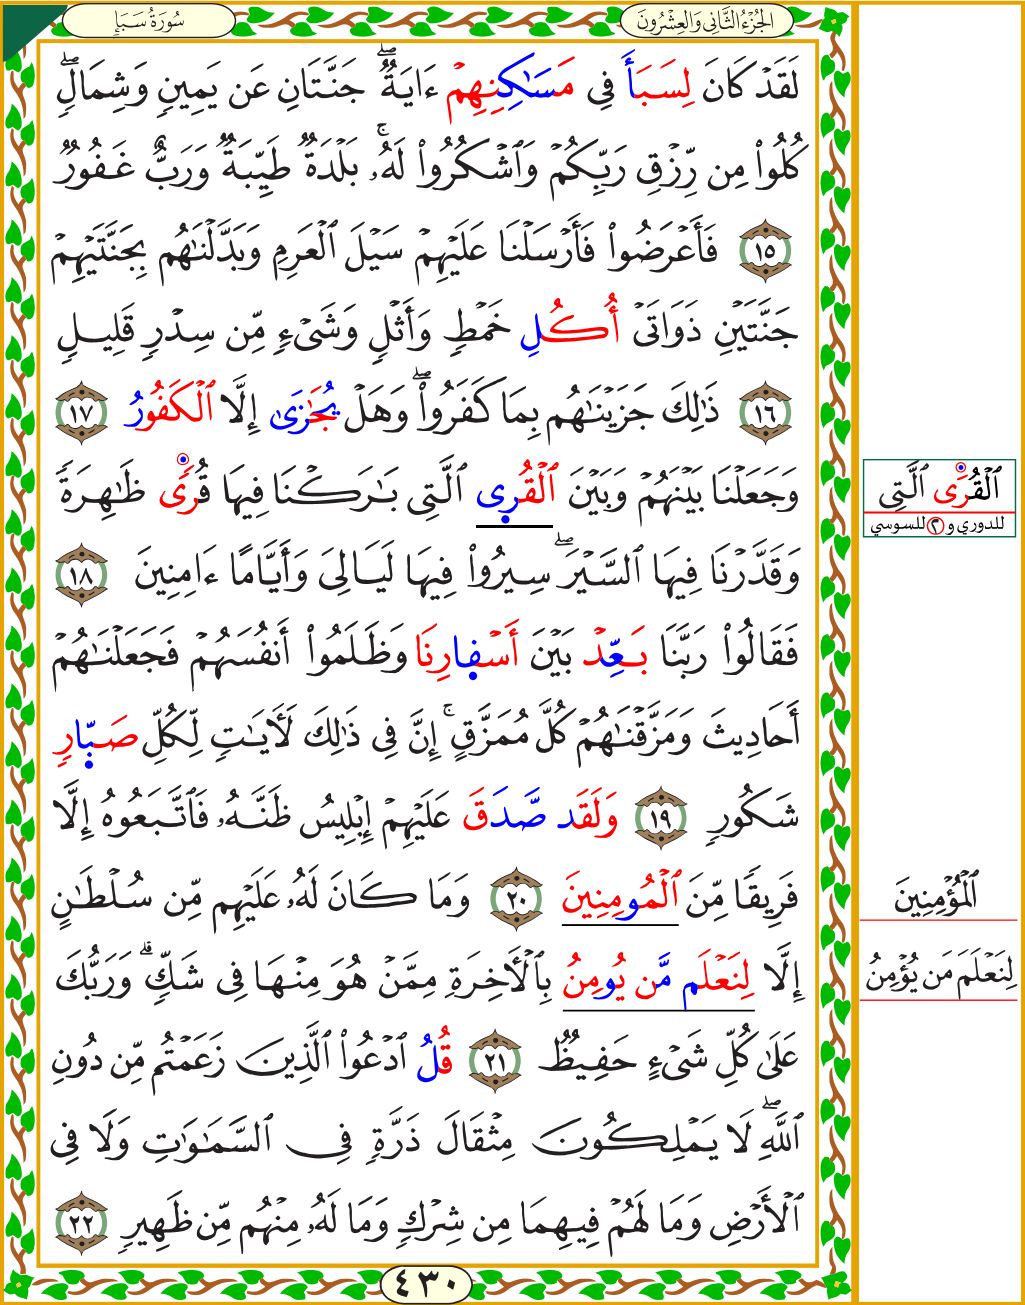 الجُزْءُ الثَّانِي وَالعِشْرُونَ
سُورَةُ سَبَإٍ
لَقَدْ كَانَ لِسَبَأَ فِي مَسَٰكِنِهِمْ ءَايَةٌۖ جَنَّتَانِ عَن يَمِينٍ وَشِمَالٍۖ
كُلُوا۟ مِن رِّزْقِ رَبِّكُمْ وَٱشْكُرُوا۟ لَهُۥۚ بَلْدَةٌ طَيِّبَةٌ وَرَبٌّ غَفُورٌ
١٥ فَأَعْرَضُوا۟ فَأَرْسَلْنَا عَلَيْهِمْ سَيْلَ ٱلْعَرِمِ وَبَدَّلْنَٰهُم بِجَنَّتَيْهِمْ
جَنَّتَيْنِ ذَوَاتَىْ أُكُلِ خَمْطٍ وَأَثْلٍ وَشَىْءٍ مِّن سِدْرٍ قَلِيلٍ
١٦ ذَٰلِكَ جَزَيْنَٰهُم بِمَا كَفَرُوا۟ۖ وَهَلْ يُجَٰزَىٰ إِلَّا ٱلْكَفُورُ ١٧
وَجَعَلْنَا بَيْنَهُمْ وَبَيْنَ ٱلْقُرَى ٱلَّتِى بَٰرَكْنَا فِيهَا قُرًى ظَٰهِرَةً
وَقَدَّرْنَا فِيهَا ٱلسَّيْرَۖ سِيرُوا۟ فِيهَا لَيَالِىَ وَأَيَّامًا ءَامِنِينَ ١٨
فَقَالُوا۟ رَبَّنَا بَعِّدْ بَيْنَ أَسْفَارِنَا وَظَلَمُوا۟ أَنفُسَهُمْ فَجَعَلْنَٰهُمْ
أَحَادِيثَ وَمَزَّقْنَٰهُمْ كُلَّ مُمَزَّقٍۚ إِنَّ فِى ذَٰلِكَ لَأٓيَٰتٍ لِّكُلِّ صَبَّارٍ
شَكُورٍ ١٩ وَلَقَد صَّدَقَ عَلَيْهِمْ إِبْلِيسُ ظَنَّهُۥ فَٱتَّبَعُوهُ إِلَّا
فَرِيقًا مِّنَ ٱلْمُومِنِينَ ٢٠ وَمَا كَانَ لَهُۥ عَلَيْهِم مِّن سُلْطَٰنٍ
إِلَّا لِنَعْلَم مَّن يُومِنُ بِٱلْأَخِرَةِ مِمَّنْ هُوَ مِنْهَا فِى شَكٍّۗ وَرَبُّكَ
عَلَىٰ كُلِّ شَىْءٍ حَفِيظٌ ٢١ قُلُ ٱدْعُوا۟ ٱلَّذِينَ زَعَمْتُم مِّن دُونِ
ٱللَّهِۖ لَا يَمْلِكُونَ مِثْقَالَ ذَرَّةٍ فِى ٱلسَّمَٰوَٰتِ وَلَا فِى
ٱلْأَرْضِ وَمَا لَهُمْ فِيهِمَا مِن شِرْكٍ وَمَا لَهُۥ مِنْهُم مِّن ظَهِيرٍ ٢٢
ٱلْقُرَى ٱلَّتِى
للدوري و٢ للسوسي
ٱلْمُؤْمِنِينَ
لِنَعْلَمَ مَن يُؤْمِنُ
٤٣٠